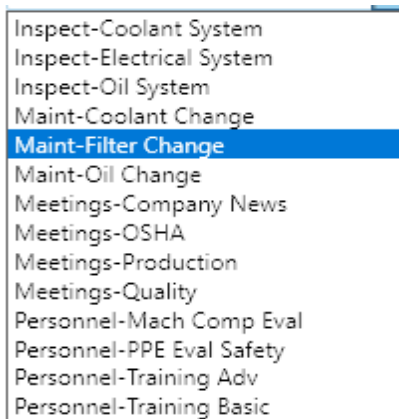 Inspect-Coolant System
Inspect-Electrical System
Inspect-Oil System
Maint-Coolant Change
Maint-Filter Change
Maint-Oil Change
Meetings-Company News
Meetings-OSHA
Meetings-Production
Meetings-Quality
Personnel-Mach Comp Eval
Personnel-PPE Eval Safety
Personnel-Training Adv
Personnel-Training Basic